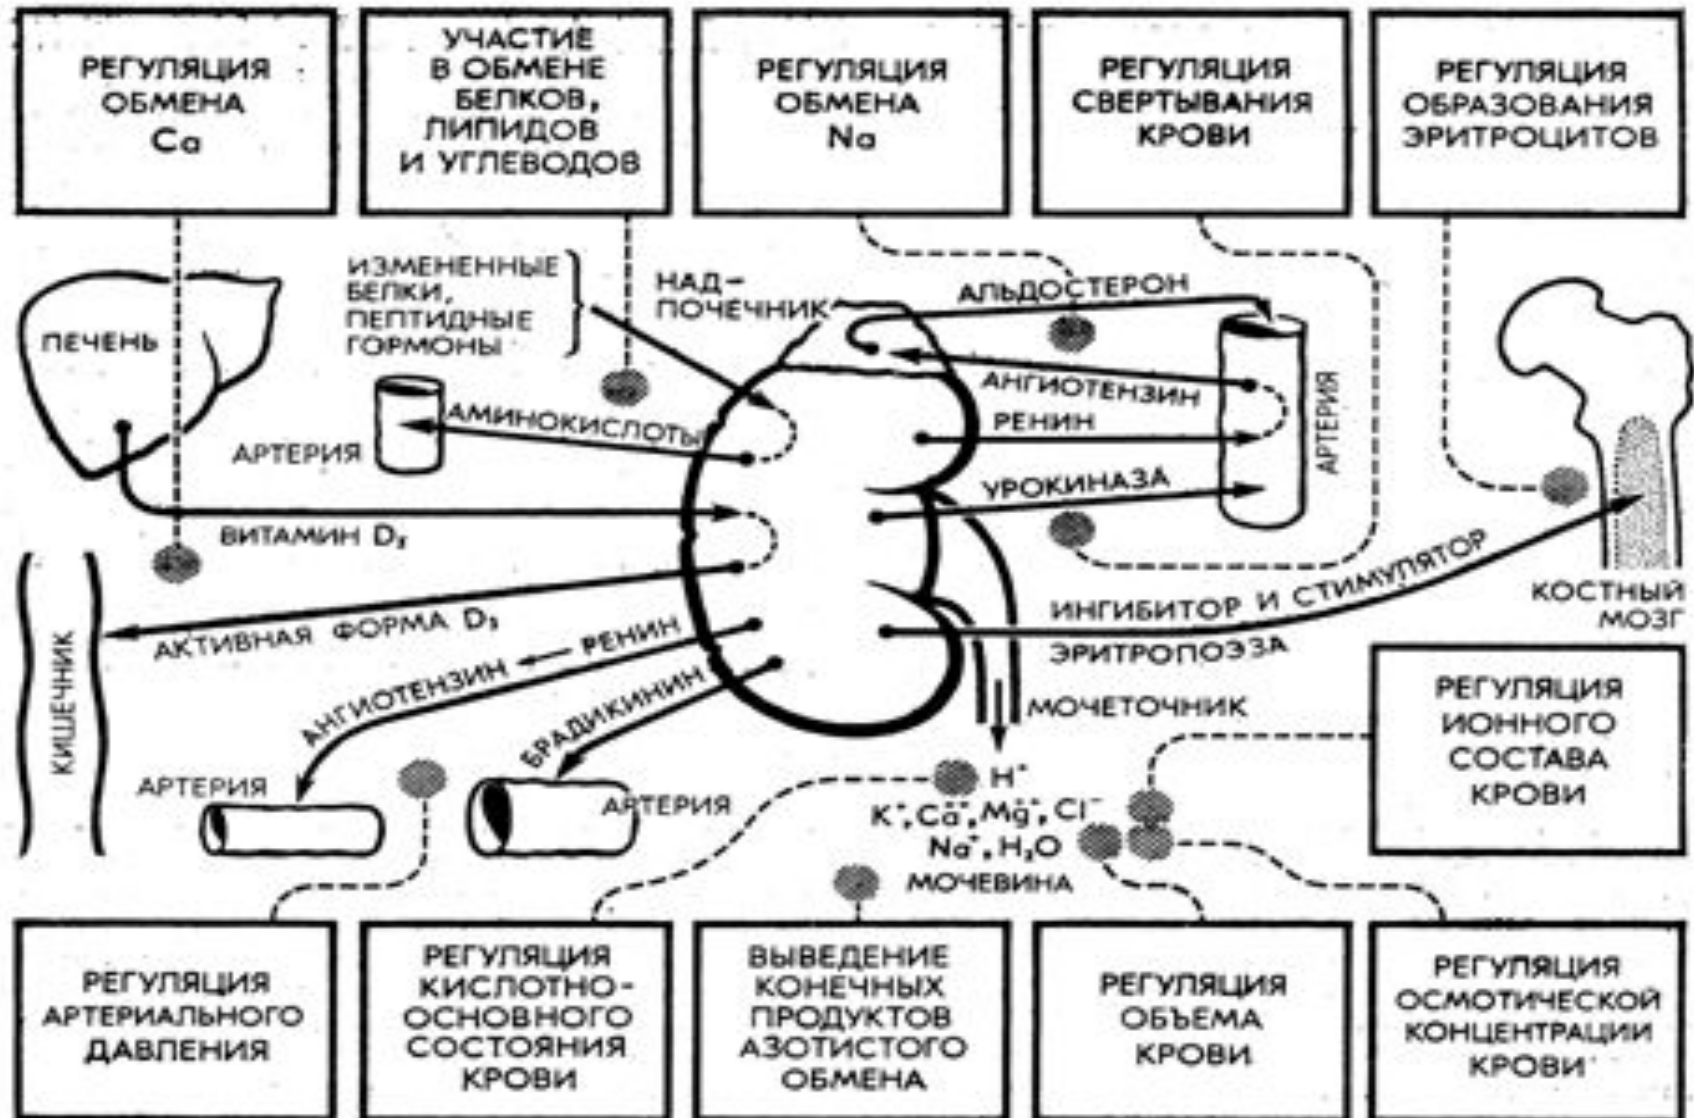 РЕГУЛЯЦИЯ
ОБМЕНА
Ca
УЧАСТИЕ
В ОБМЕНЕ
БЕЛКОВ,
ЛИПИДОВ
И УГЛЕВОДОВ
РЕГУЛЯЦИЯ
ОБМЕНА
Na
РЕГУЛЯЦИЯ
СВЕРТЫВАНИЯ
КРОВИ
РЕГУЛЯЦИЯ
ОБРАЗОВАНИЯ
ЭРИТРОЦИТОВ
ПЕЧЕНЬ
ИЗМЕНЕННЫЕ
БЕЛКИ,
ПЕПТИДНЫЕ
ГОРМОНЫ
НАД-
ПОЧЕЧНИК
АЛЬДОСТЕРОН
АНГИОТЕНЗИН
РЕНИН
АРТЕРИЯ
АМИНОКИСЛОТЫ
АРТЕРИЯ
УРОКИНАЗА
ВИТАМИН D₃
АКТИВНАЯ ФОРМА D₃
КИШЕЧНИК
ИНГИБИТОР И СТИМУЛЯТОР
ЭРИТРОПОЭЗА
КОСТНЫЙ
МОЗГ
АНГИОТЕНЗИН ← РЕНИН
БРАДИКИНИН
МОЧЕТОЧНИК
АРТЕРИЯ
АРТЕРИЯ
H⁺
K⁺, Ca⁺⁺, Mg⁺⁺, Cl⁻
Na⁺, H₂O
МОЧЕВИНА
РЕГУЛЯЦИЯ
ИОННОГО
СОСТАВА
КРОВИ
РЕГУЛЯЦИЯ
АРТЕРИАЛЬНОГО
ДАВЛЕНИЯ
РЕГУЛЯЦИЯ
КИСЛОТНО-
ОСНОВНОГО
СОСТОЯНИЯ
КРОВИ
ВЫВЕДЕНИЕ
КОНЕЧНЫХ
ПРОДУКТОВ
АЗОТИСТОГО
ОБМЕНА
РЕГУЛЯЦИЯ
ОБЪЕМА
КРОВИ
РЕГУЛЯЦИЯ
ОСМОТИЧЕСКОЙ
КОНЦЕНТРАЦИИ
КРОВИ